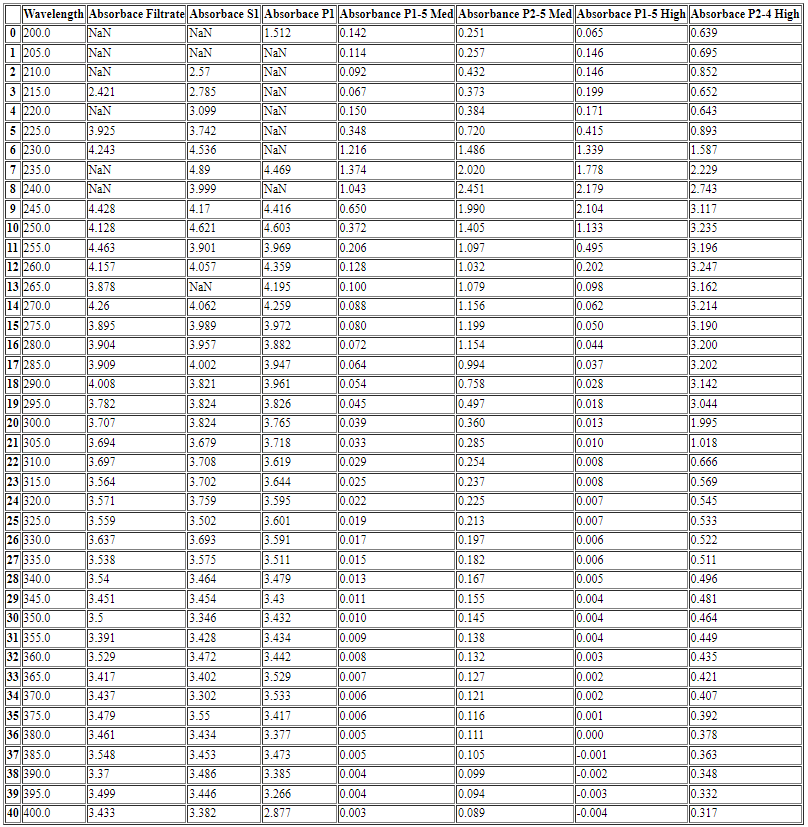 Wavelength Absorbace Filtrate Absorbace S1 Absorbace P1 Absorbance P1-5 Med Absorbance P2-5 Med Absorbace P1-5 High Absorbace P2-4 High
0 200.0 NaN NaN 1.512 0.142 0.251 0.065 0.639
1 205.0 NaN NaN NaN 0.114 0.257 0.146 0.695
2 210.0 NaN 2.57 NaN 0.092 0.432 0.146 0.852
3 215.0 2.421 2.785 NaN 0.067 0.373 0.199 0.652
4 220.0 NaN 3.099 NaN 0.150 0.384 0.171 0.643
5 225.0 3.925 3.742 NaN 0.348 0.720 0.415 0.893
6 230.0 4.243 4.536 NaN 1.216 1.486 1.339 1.587
7 235.0 NaN 4.89 4.469 1.374 2.020 1.778 2.229
8 240.0 NaN 3.999 NaN 1.043 2.451 2.179 2.743
9 245.0 4.428 4.17 4.416 0.650 1.990 2.104 3.117
10 250.0 4.128 4.621 4.603 0.372 1.405 1.133 3.235
11 255.0 4.463 3.901 3.969 0.206 1.097 0.495 3.196
12 260.0 4.157 4.057 4.359 0.128 1.032 0.202 3.247
13 265.0 3.878 NaN 4.195 0.100 1.079 0.098 3.162
14 270.0 4.26 4.062 4.259 0.088 1.156 0.062 3.214
15 275.0 3.895 3.989 3.972 0.080 1.199 0.050 3.190
16 280.0 3.904 3.957 3.882 0.072 1.154 0.044 3.200
17 285.0 3.909 4.002 3.947 0.064 0.994 0.037 3.202
18 290.0 4.008 3.821 3.961 0.054 0.758 0.028 3.142
19 295.0 3.782 3.824 3.826 0.045 0.497 0.018 3.044
20 300.0 3.707 3.824 3.765 0.039 0.360 0.013 1.995
21 305.0 3.694 3.679 3.718 0.033 0.285 0.010 1.018
22 310.0 3.697 3.708 3.619 0.029 0.254 0.008 0.666
23 315.0 3.564 3.702 3.644 0.025 0.237 0.008 0.569
24 320.0 3.571 3.759 3.595 0.022 0.225 0.007 0.545
25 325.0 3.559 3.502 3.601 0.019 0.213 0.007 0.533
26 330.0 3.637 3.693 3.591 0.017 0.197 0.006 0.522
27 335.0 3.538 3.575 3.511 0.015 0.182 0.006 0.511
28 340.0 3.54 3.464 3.479 0.013 0.167 0.005 0.496
29 345.0 3.451 3.454 3.43 0.011 0.155 0.004 0.481
30 350.0 3.5 3.346 3.432 0.010 0.145 0.004 0.464
31 355.0 3.391 3.428 3.434 0.009 0.138 0.004 0.449
32 360.0 3.529 3.472 3.442 0.008 0.132 0.003 0.435
33 365.0 3.417 3.402 3.529 0.007 0.127 0.002 0.421
34 370.0 3.437 3.302 3.533 0.006 0.121 0.002 0.407
35 375.0 3.479 3.55 3.417 0.006 0.116 0.001 0.392
36 380.0 3.461 3.434 3.377 0.005 0.111 0.000 0.378
37 385.0 3.548 3.453 3.473 0.005 0.105 -0.001 0.363
38 390.0 3.37 3.486 3.385 0.004 0.099 -0.002 0.348
39 395.0 3.499 3.446 3.266 0.004 0.094 -0.003 0.332
40 400.0 3.433 3.382 2.877 0.003 0.089 -0.004 0.317